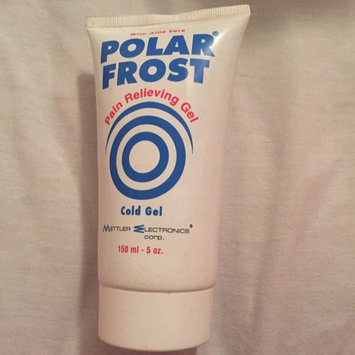 With Aloe Vera
POLAR®
FROST
Pain Relieving Gel
Cold Gel
METTLER ELECTRONICS®
corp.
150 ml - 5 oz.